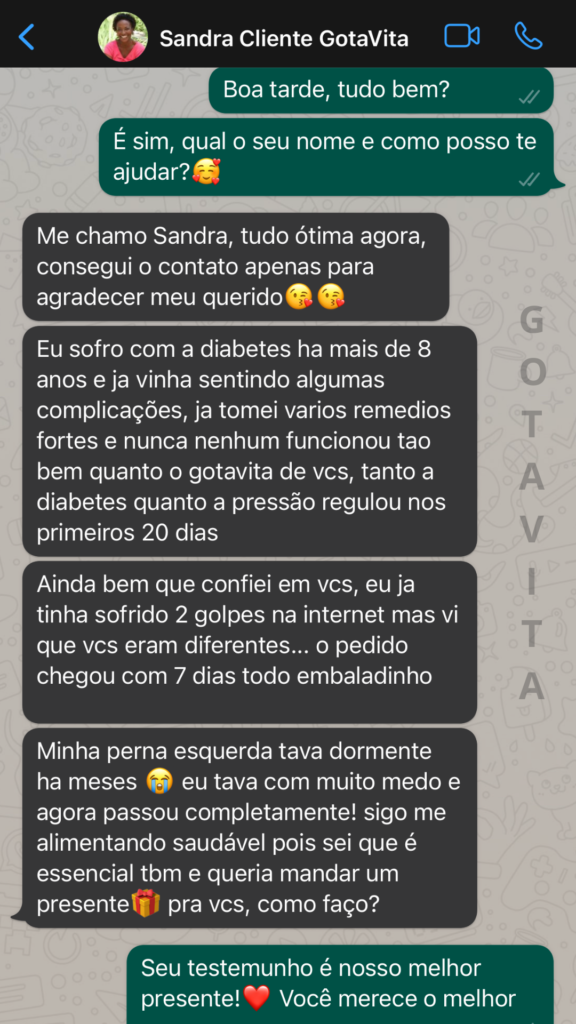 Sandra Cliente GotaVita
Boa tarde, tudo bem?
É sim, qual o seu nome e como posso te
ajudar?🥰
Me chamo Sandra, tudo ótima agora,
consegui o contato apenas para
agradecer meu querido😘😘
Eu sofro com a diabetes ha mais de 8
anos e ja vinha sentindo algumas
complicações, ja tomei varios remedios
fortes e nunca nenhum funcionou tao
bem quanto o gotavita de vcs, tanto a
diabetes quanto a pressão regulou nos
primeiros 20 dias
Ainda bem que confiei em vcs, eu ja
tinha sofrido 2 golpes na internet mas vi
que vcs eram diferentes... o pedido
chegou com 7 dias todo embaladinho
Minha perna esquerda tava dormente
ha meses 😭 eu tava com muito medo e
agora passou completamente! sigo me
alimentando saudável pois sei que é
essencial tbm e queria mandar um
presente🎁 pra vcs, como faço?
Seu testemunho é nosso melhor
presente!❤️ Você merece o melhor
GOTAVITA